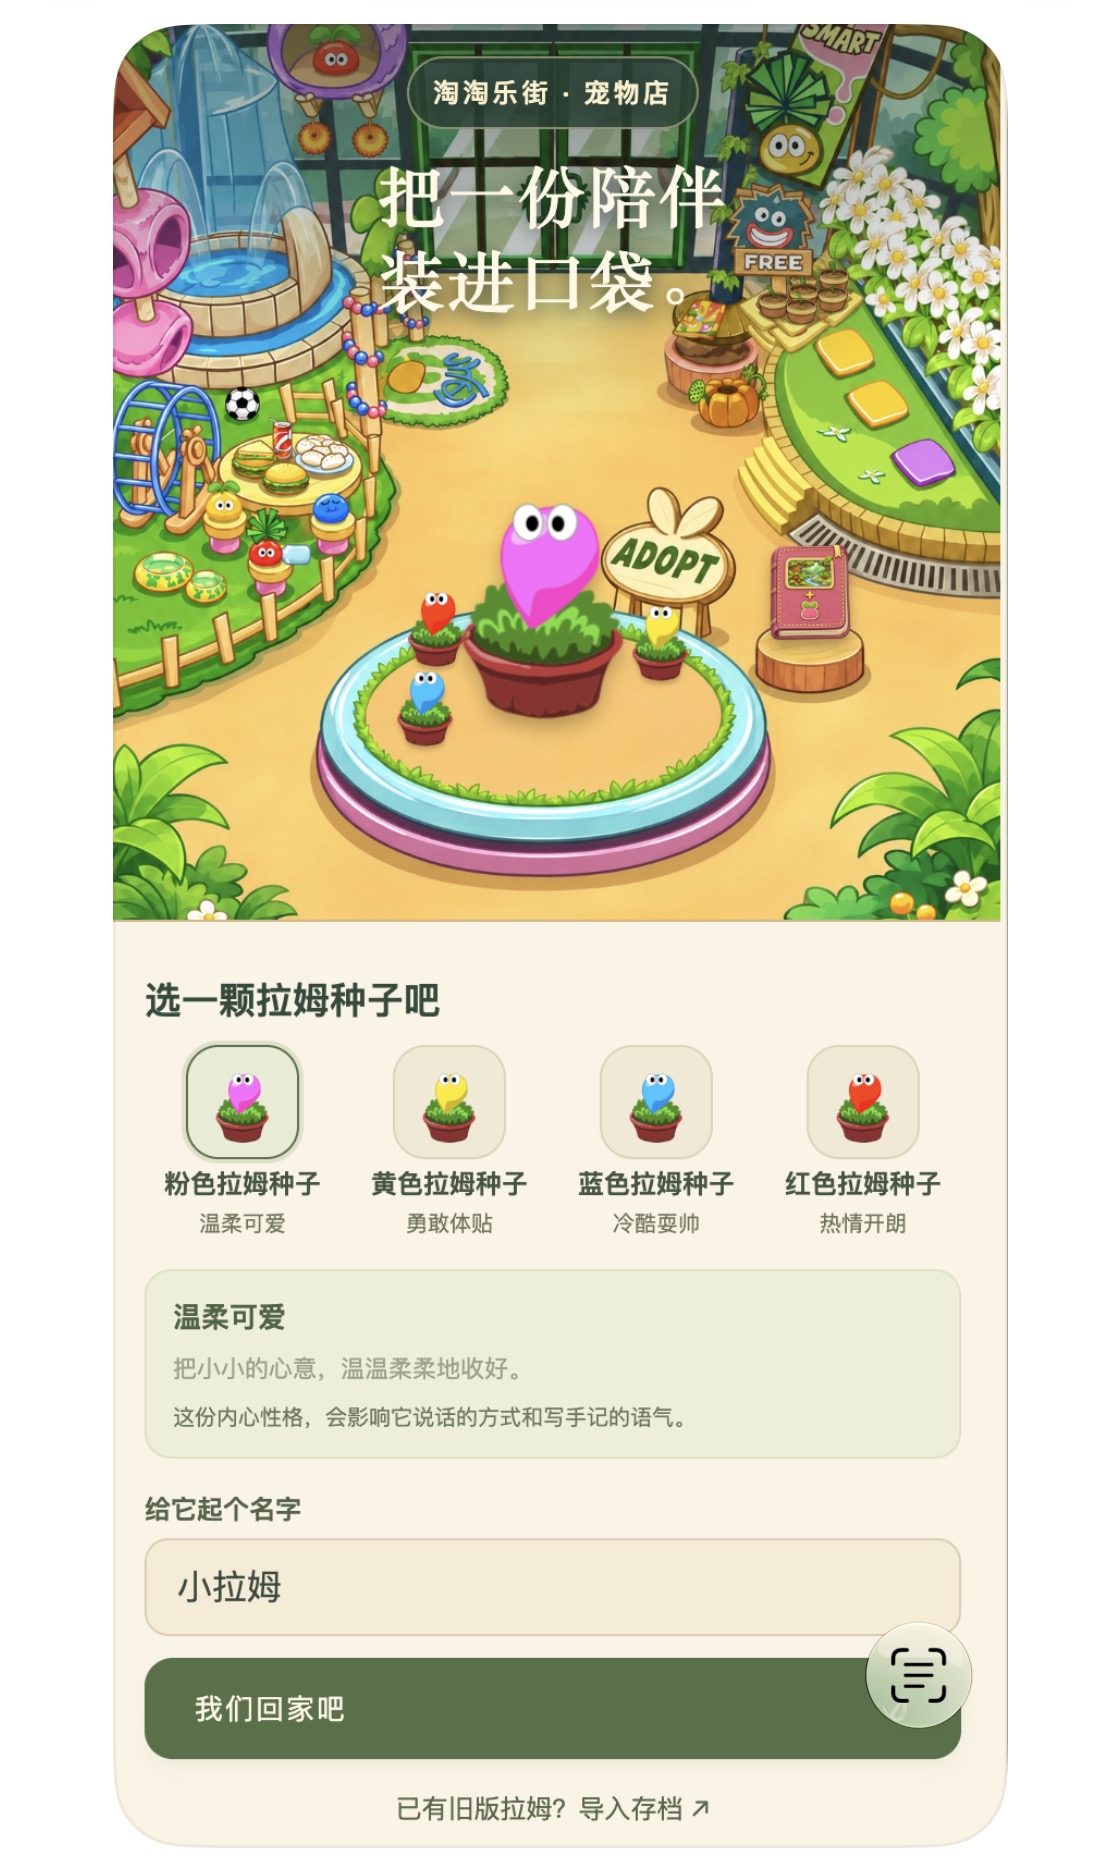 SMART
淘淘乐街 · 宠物店
把一份陪伴
装进口袋。
FREE
ADOPT
选一颗拉姆种子吧
粉色拉姆种子
温柔可爱
黄色拉姆种子
勇敢体贴
蓝色拉姆种子
冷酷耍帅
红色拉姆种子
热情开朗
温柔可爱
把小小的心意，温温柔柔地收好。
这份内心性格，会影响它说话的方式和写手记的语气。
给它起个名字
小拉姆
我们回家吧
已有旧版拉姆？导入存档 ↗